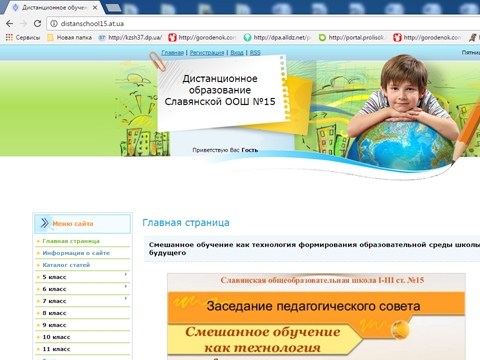 Дистанционное обучен
distanschool15.at.ua
Сервисы
Новая папка
http://kzsh37.dp.ua/
http://gorodenok.com
http://dpa.alldz.net/p
http://portal.prolisok
http://gorodenok.co
Главная | Регистрация | Вход | RSS
Пятни
Дистанционное
образование
Славянской ООШ №15
Приветствую Вас Гость
Меню сайта
Главная страница
Информация о сайте
Каталог статей
5 класс
6 класс
7 класс
8 класс
9 класс
10 класс
11 класс
Главная страница
Смешанное обучение как технология формирования образовательной среды школы
будущего
Славянская общеобразовательная школа I-III ст. №15
Заседание педагогического совета
Смешанное обучение
как технология